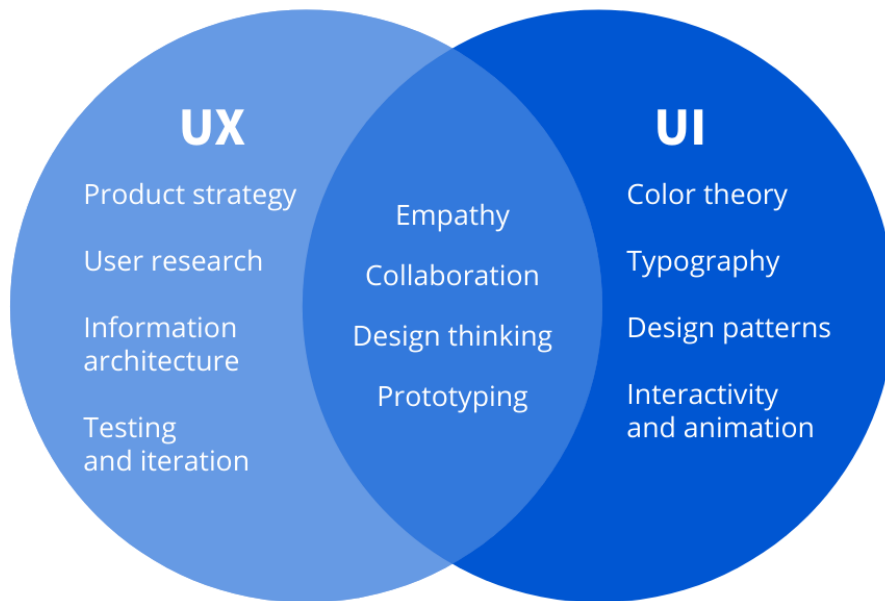 UX
Product strategy
User research
Information
architecture
Testing
and iteration
Empathy
Collaboration
Design thinking
Prototyping
UI
Color theory
Typography
Design patterns
Interactivity
and animation